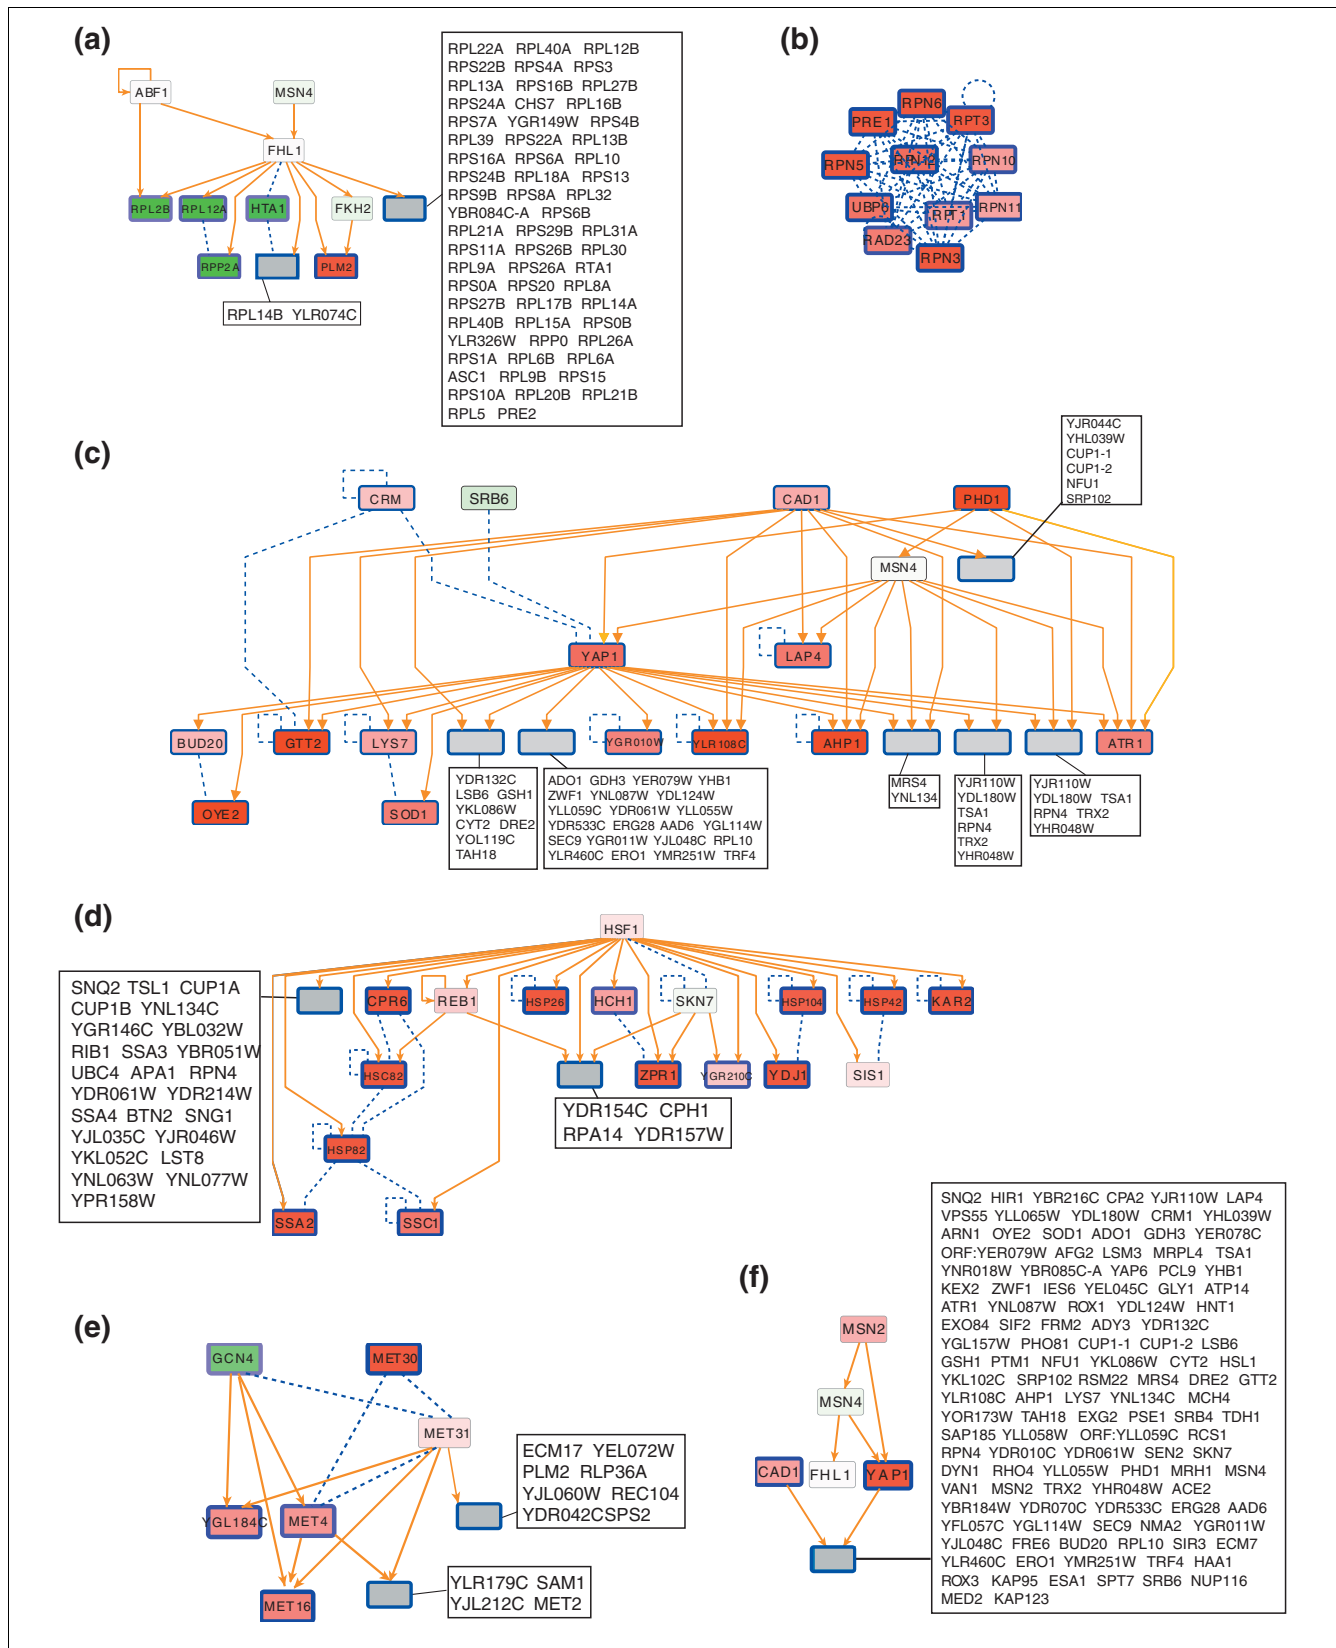 (a)
ABF1
MSN4
FHL1
RPL2B
RPL12A
HTA1
FKH2
RPP2A
PLM2
RPL14B YLR074C
RPL22A RPL40A RPL12B
RPS22B RPS4A RPS3
RPL13A RPS16B RPL27B
RPS24A CHS7 RPL16B
RPS7A YGR149W RPS4B
RPL39 RPS22A RPL13B
RPS16A RPS6A RPL10
RPS24B RPL18A RPS13
RPS9B RPS8A RPL32
YBR084C-A RPS6B
RPL21A RPS29B RPL31A
RPS11A RPS26B RPL30
RPL9A RPS26A RTA1
RPS0A RPS20 RPL8A
RPS27B RPL17B RPL14A
RPL40B RPL15A RPS0B
YLR326W RPP0 RPL26A
RPS1A RPL6B RPL6A
ASC1 RPL9B RPS15
RPS10A RPL20B RPL21B
RPL5 PRE2
(b)
RPN6
PRE1
RPT3
RPN5
RPN12
RPN10
UBP6
RPT1
RPN11
RAD23
RPN3
(c)
YJR044C
YHL039W
CUP1-1
CUP1-2
NFU1
SRP102
CRM
SRB6
CAD1
PHD1
MSN4
YAP1
LAP4
BUD20
GTT2
LYS7
YGR010W
YLR108C
AHP1
ATR1
OYE2
SOD1
YDR132C
LSB6 GSH1
YKL086W
CYT2 DRE2
YOL119C
TAH18
ADO1 GDH3 YER079W YHB1
ZWF1 YNL087W YDL124W
YLL059C YDR061W YLL055W
YDR533C ERG28 AAD6 YGL114W
SEC9 YGR011W YJL048C RPL10
YLR460C ERO1 YMR251W TRF4
MRS4
YNL134
YJR110W
YDL180W
TSA1
RPN4
TRX2
YHR048W
YJR110W
YDL180W TSA1
RPN4 TRX2
YHR048W
(d)
HSF1
SNQ2 TSL1 CUP1A
CUP1B YNL134C
YGR146C YBL032W
RIB1 SSA3 YBR051W
UBC4 APA1 RPN4
YDR061W YDR214W
SSA4 BTN2 SNG1
YJL035C YJR046W
YKL052C LST8
YNL063W YNL077W
YPR158W
CPR6
REB1
HSP26
HCH1
SKN7
HSP104
HSP42
KAR2
HSC82
ZPR1
YGR210C
YDJ1
SIS1
YDR154C CPH1
RPA14 YDR157W
HSP82
SSA2
SSC1
(e)
GCN4
MET30
MET31
YGL184C
MET4
MET16
ECM17 YEL072W
PLM2 RLP36A
YJL060W REC104
YDR042CSPS2
YLR179C SAM1
YJL212C MET2
(f)
MSN2
MSN4
CAD1
FHL1
YAP1
SNQ2 HIR1 YBR216C CPA2 YJR110W LAP4
VPS55 YLL065W YDL180W CRM1 YHL039W
ARN1 OYE2 SOD1 ADO1 GDH3 YER078C
ORF:YER079W AFG2 LSM3 MRPL4 TSA1
YNR018W YBR085C-A YAP6 PCL9 YHB1
KEX2 ZWF1 IES6 YEL045C GLY1 ATP14
ATR1 YNL087W ROX1 YDL124W HNT1
EXO84 SIF2 FRM2 ADY3 YDR132C
YGL157W PHO81 CUP1-1 CUP1-2 LSB6
GSH1 PTM1 NFU1 YKL086W CYT2 HSL1
YKL102C SRP102 RSM22 MRS4 DRE2 GTT2
YLR108C AHP1 LYS7 YNL134C MCH4
YOR173W TAH18 EXG2 PSE1 SRB4 TDH1
SAP185 YLL058W ORF:YLL059C RCS1
RPN4 YDR010C YDR061W SEN2 SKN7
DYN1 RHO4 YLL055W PHD1 MRH1 MSN4
VAN1 MSN2 TRX2 YHR048W ACE2
YBR184W YDR070C YDR533C ERG28 AAD6
YFL057C YGL114W SEC9 NMA2 YGR011W
YJL048C FRE6 BUD20 RPL10 SIR3 ECM7
YLR460C ERO1 YMR251W TRF4 HAA1
ROX3 KAP95 ESA1 SPT7 SRB6 NUP116
MED2 KAP123